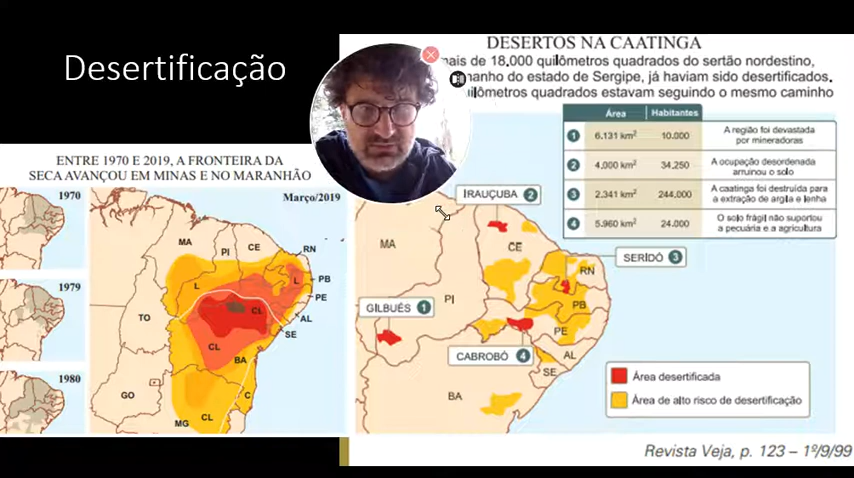 Desertificação
DESERTOS NA CAATINGA
18.000 quilômetros quadrados do sertão nordestino,
do estado de Sergipe, já haviam sido desertificados.
quadrados estavam seguindo o mesmo caminho
Área Habitantes
1 6.131 km² 10.000 A região foi devastada
por mineradoras
2 4.000 km² 34.250 A ocupação desordenada
arruinou o solo
3 2.341 km² 244.000 A caatinga foi destruída para
a extração de argila e lenha
4 5.960 km² 24.000 O solo frágil não suportou
a pecuária e a agricultura
ENTRE 1970 E 2019, A FRONTEIRA DA
SECA AVANÇOU EM MINAS E NO MARANHÃO
1970
Março/2019
1979
1980
MA
PI
CE
RN
PB
PE
AL
SE
TO
L
L
CL
CL
BA
GO
CL
C
MG
IRAUÇUBA 2
MA
CE
SERIDÓ 3
RN
PI
GILBUÉS 1
PB
PE
CABROBÓ 4
AL
SE
BA
Área desertificada
Área de alto risco de desertificação
Revista Veja, p. 123 – 1º/9/99